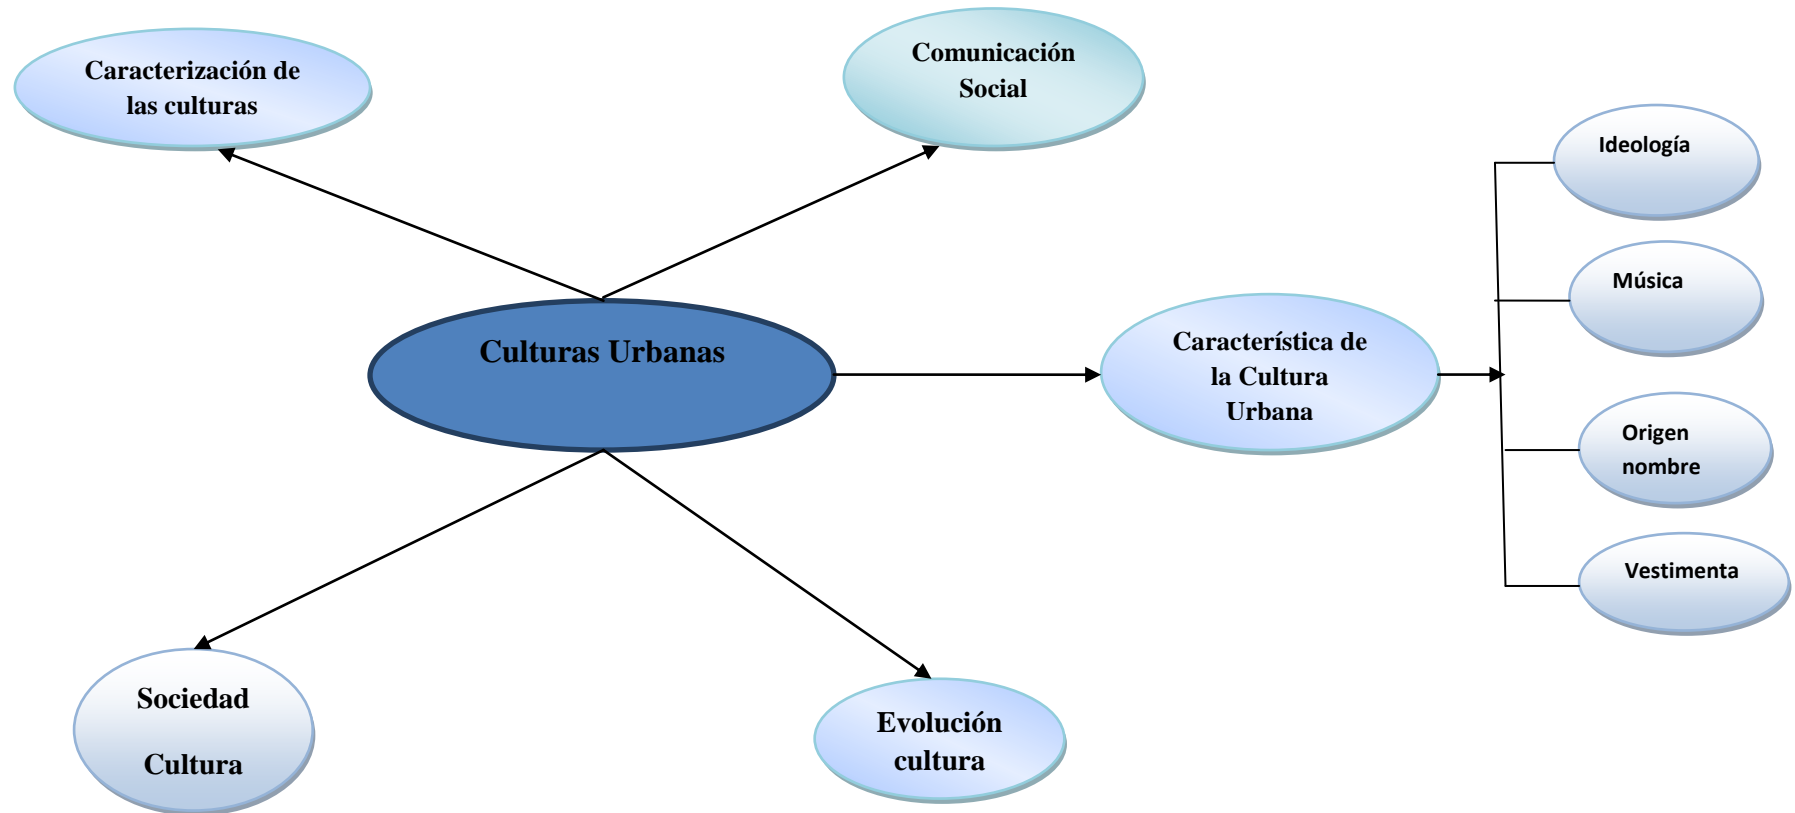 Caracterización de
las culturas
Comunicación
Social
Ideología
Música
Culturas Urbanas
Característica de
la Cultura
Urbana
Origen
nombre
Vestimenta
Sociedad
Cultura
Evolución
cultura